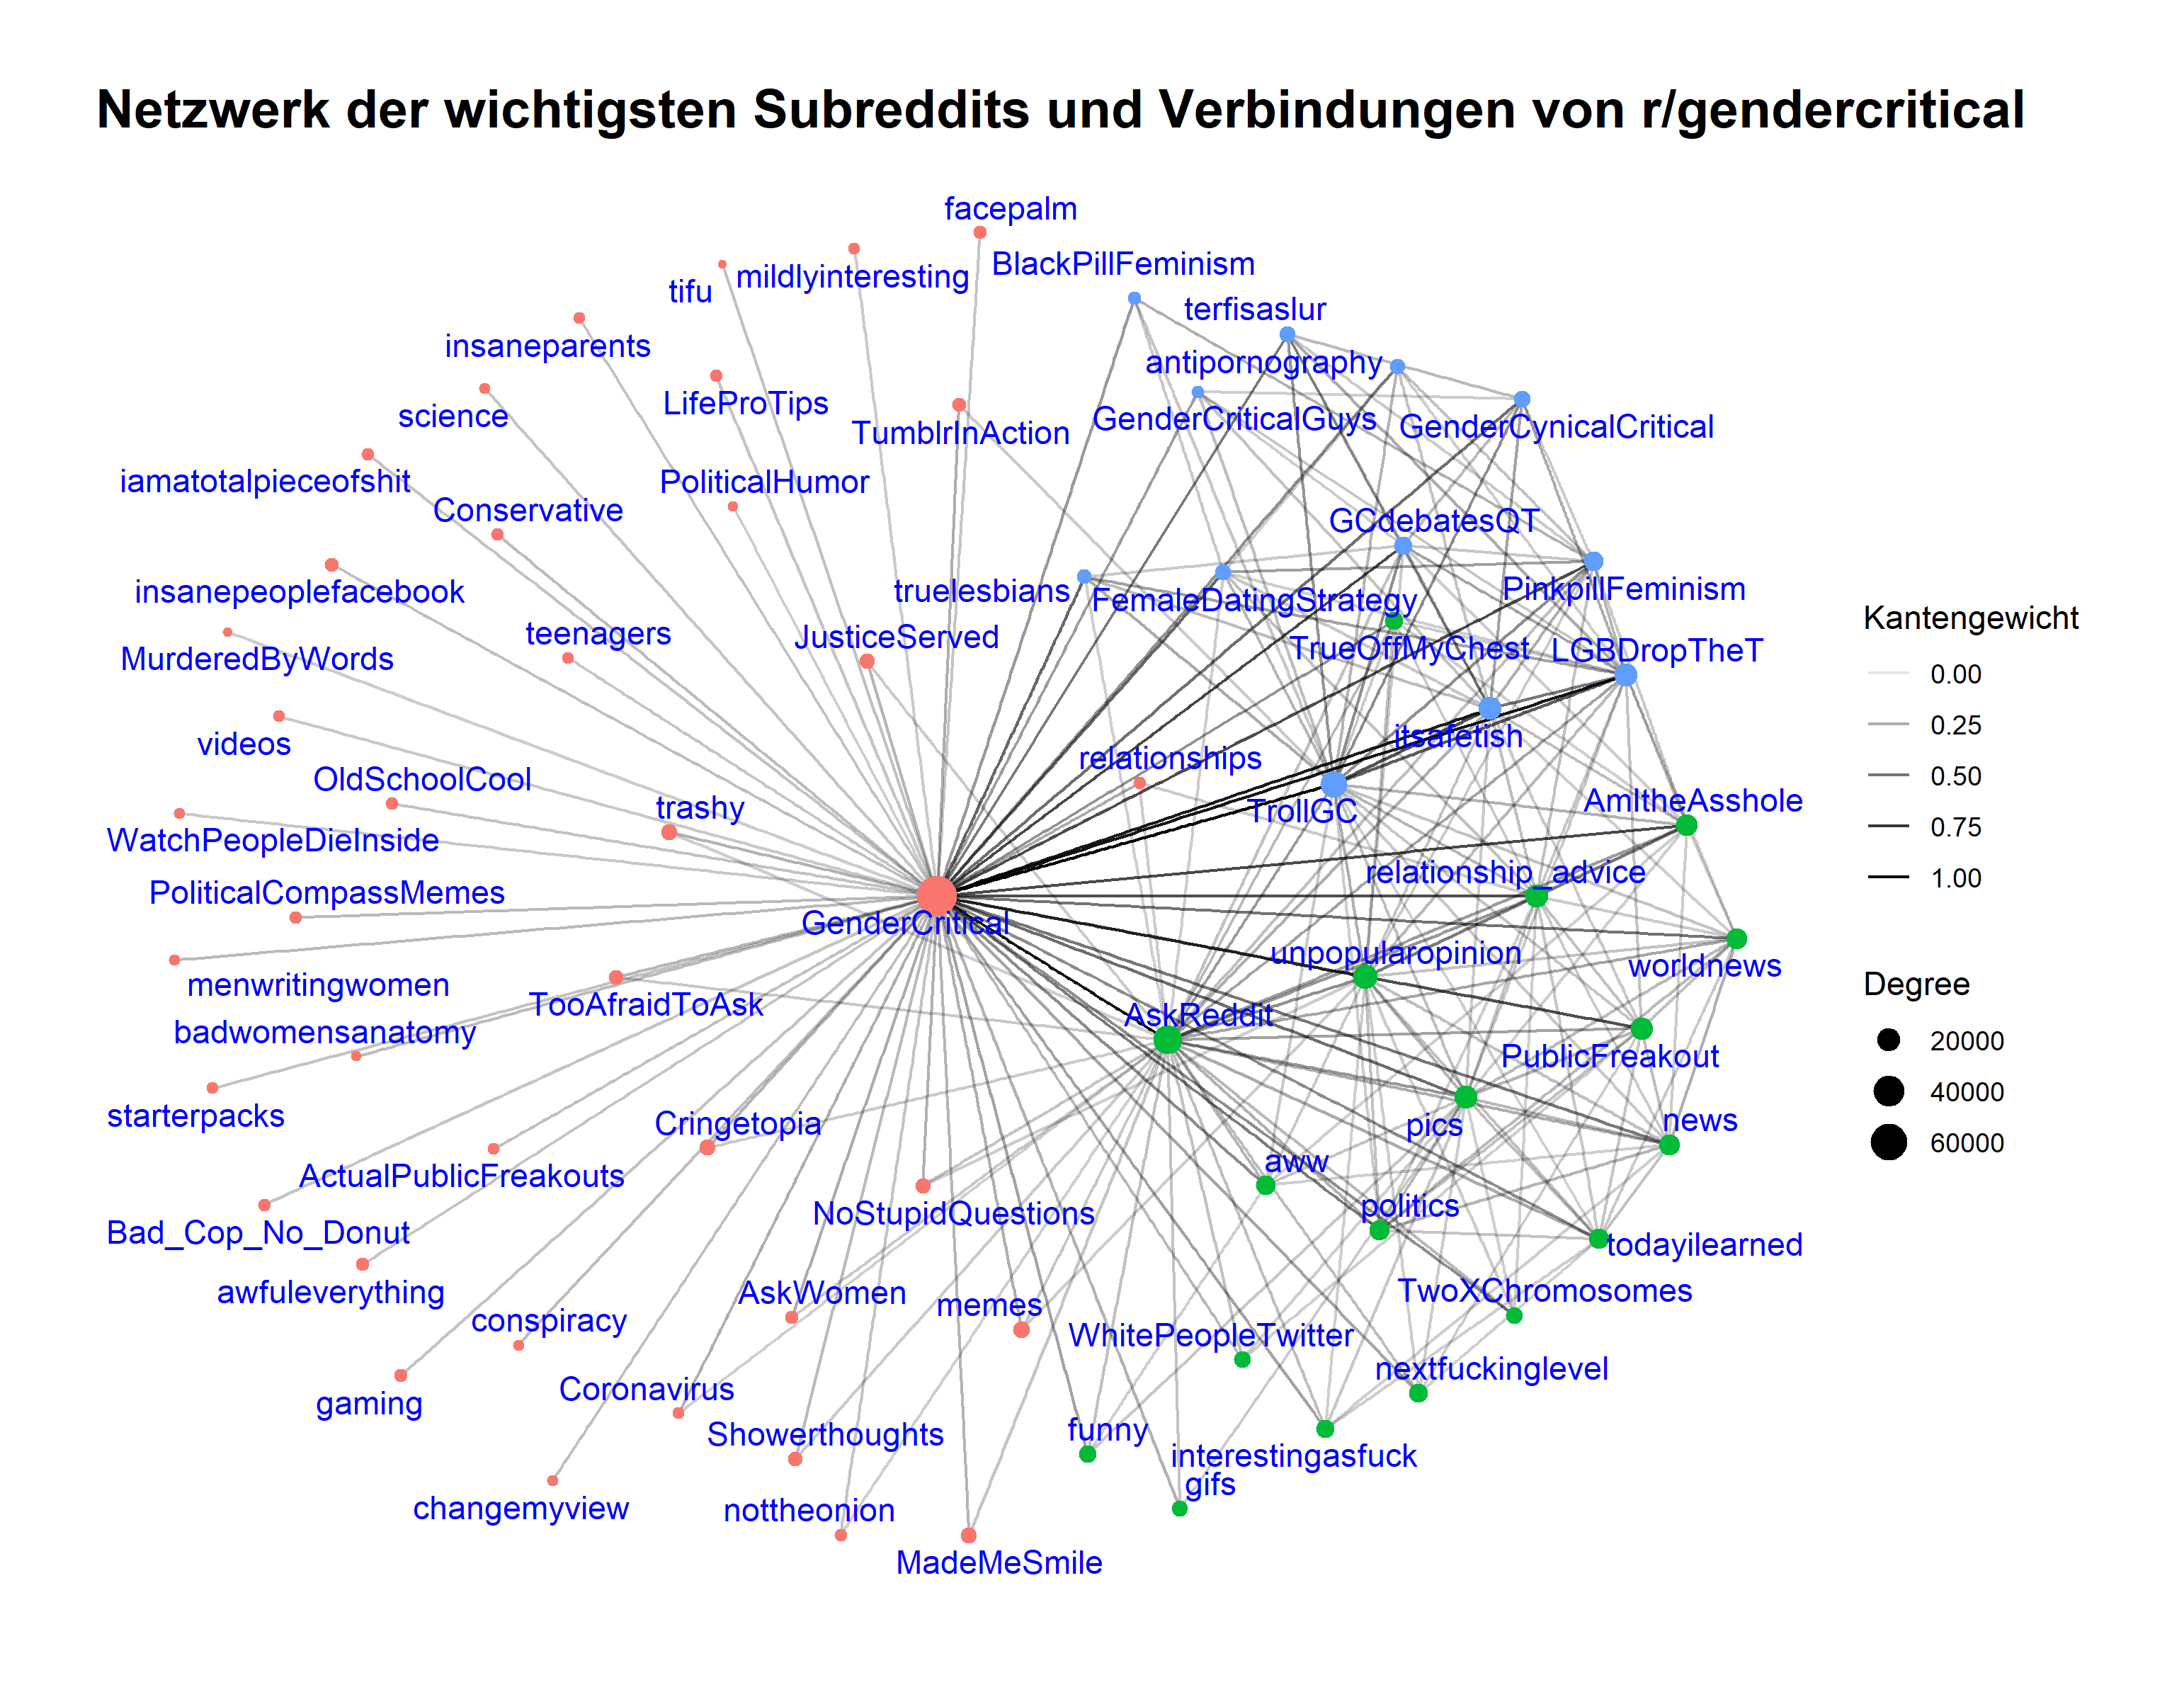 Netzwerk der wichtigsten Subreddits und Verbindungen von r/gendercritical
facepalm
BlackPillFeminism
mildlyinteresting
tifu
terfisaslur
insaneparents
antipornography
LifeProTips
science
TumblrInAction
GenderCriticalGuys
GenderCynicalCritical
iamatotalpieceofshit
PoliticalHumor
Conservative
GCdebatesQT
insanepeoplefacebook
truelesbians
FemaleDatingStrategy
PinkpillFeminism
teenagers
JusticeServed
TrueOffMyChest
LGBDropTheT
MurderedByWords
videos
itsafetish
relationships
OldSchoolCool
trashy
TrollGC
AmItheAsshole
WatchPeopleDieInside
relationship_advice
PoliticalCompassMemes
GenderCritical
unpopularopinion
worldnews
menwritingwomen
TooAfraidToAsk
AskReddit
badwomensanatomy
PublicFreakout
starterpacks
Cringetopia
pics
news
aww
ActualPublicFreakouts
NoStupidQuestions
politics
Bad_Cop_No_Donut
todayilearned
awfuleverything
AskWomen
memes
TwoXChromosomes
conspiracy
WhitePeopleTwitter
nextfuckinglevel
Coronavirus
gaming
Showerthoughts
funny
interestingasfuck
gifs
changemyview
nottheonion
MadeMeSmile
Kantengewicht
0.00
0.25
0.50
0.75
1.00
Degree
20000
40000
60000